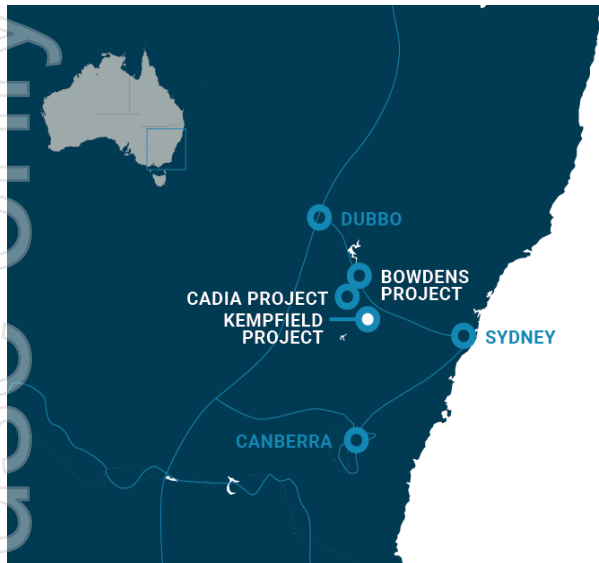 DUBBO
BOWDENS
PROJECT
CADIA PROJECT
KEMPFIELD
PROJECT
SYDNEY
CANBERRA